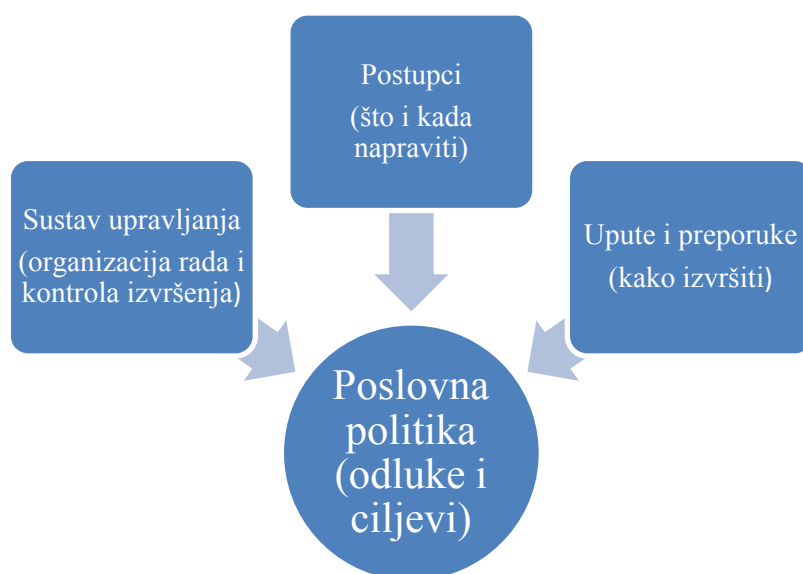 Postupci
(što i kada
napraviti)
Sustav upravljanja
(organizacija rada i
kontrola izvršenja)
Upute i preporuke
(kako izvršiti)
Poslovna
politika
(odluke i
ciljevi)